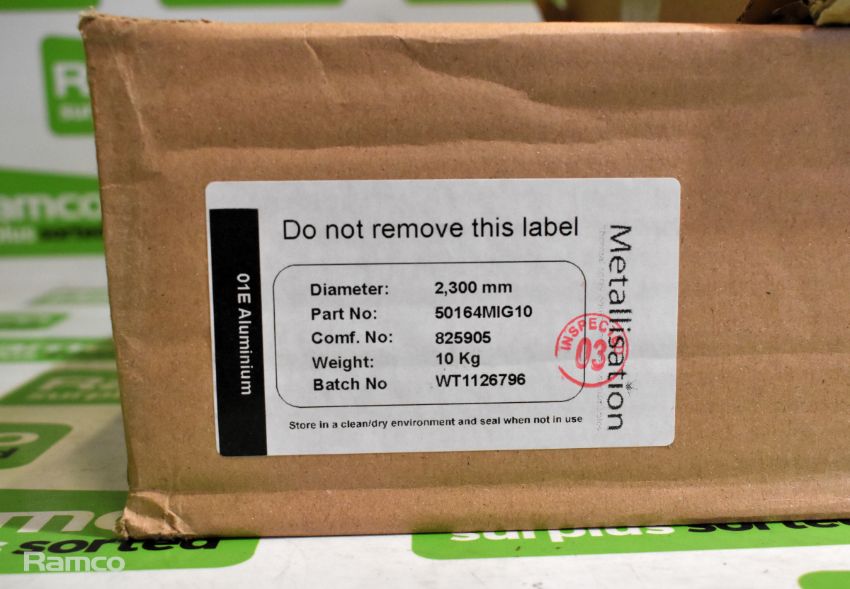 Do not remove this label
01E Aluminium
Diameter: 2,300 mm
Part No: 50164MIG10
Comf. No: 825905
Weight: 10 Kg
Batch No WT1126796
Store in a clean/dry environment and seal when not in use
Metallisation
03
amco
surplus sorted
sorted
Ramco